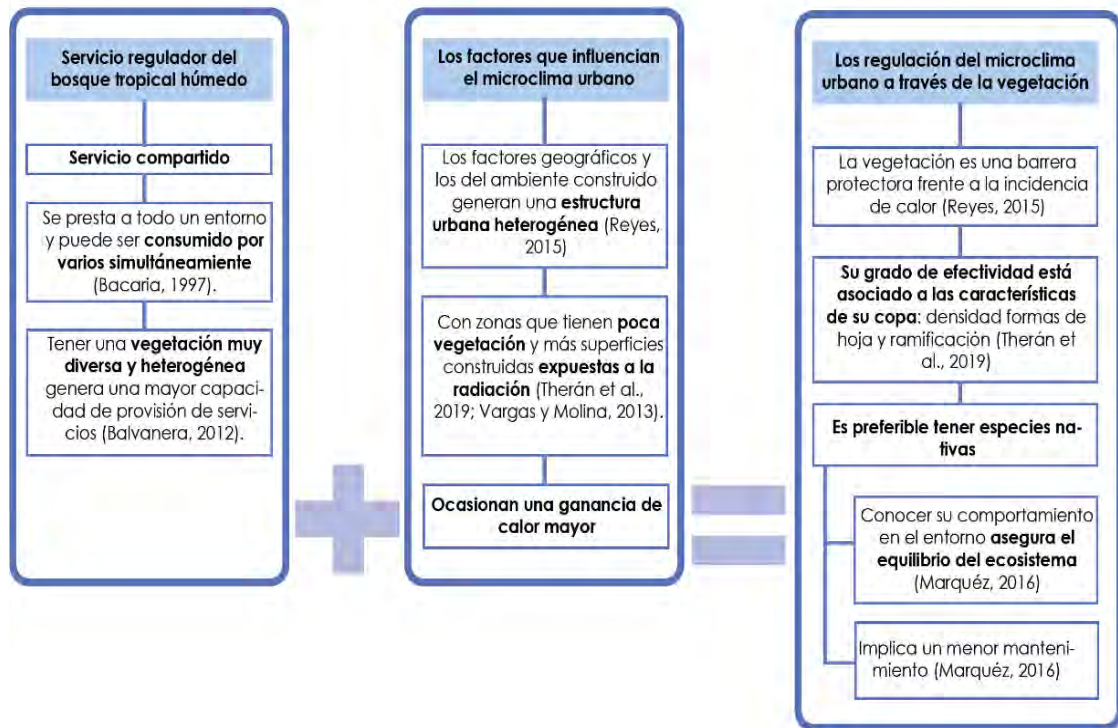 Servicio regulador del
bosque tropical húmedo
Servicio compartido
Se presta a todo un entorno
y puede ser consumido por
varios simultáneamiente
(Bacaria, 1997).
Tener una vegetación muy
diversa y heterogénea
genera una mayor capaci-
dad de provisión de servi-
cios (Balvanera, 2012).
Los factores que influencian
el microclima urbano
Los factores geográficos y
los del ambiente construido
generan una estructura
urbana heterogénea (Reyes,
2015)
Con zonas que tienen poca
vegetación y más superficies
construidas expuestas a la
radiación (Therán et al.,
2019; Vargas y Molina, 2013).
Ocasionan una ganancia de
calor mayor
Los regulación del microclima
urbano a través de la vegetación
La vegetación es una barrera
protectora frente a la incidencia
de calor (Reyes, 2015)
Su grado de efectividad está
asociado a las características
de su copa: densidad formas de
hoja y ramificación (Therán et
al., 2019)
Es preferible tener especies na-
tivas
Conocer su comportamiento
en el entorno asegura el
equilibrio del ecosistema
(Marquéz, 2016)
Implica un menor manteni-
miento (Marquéz, 2016)